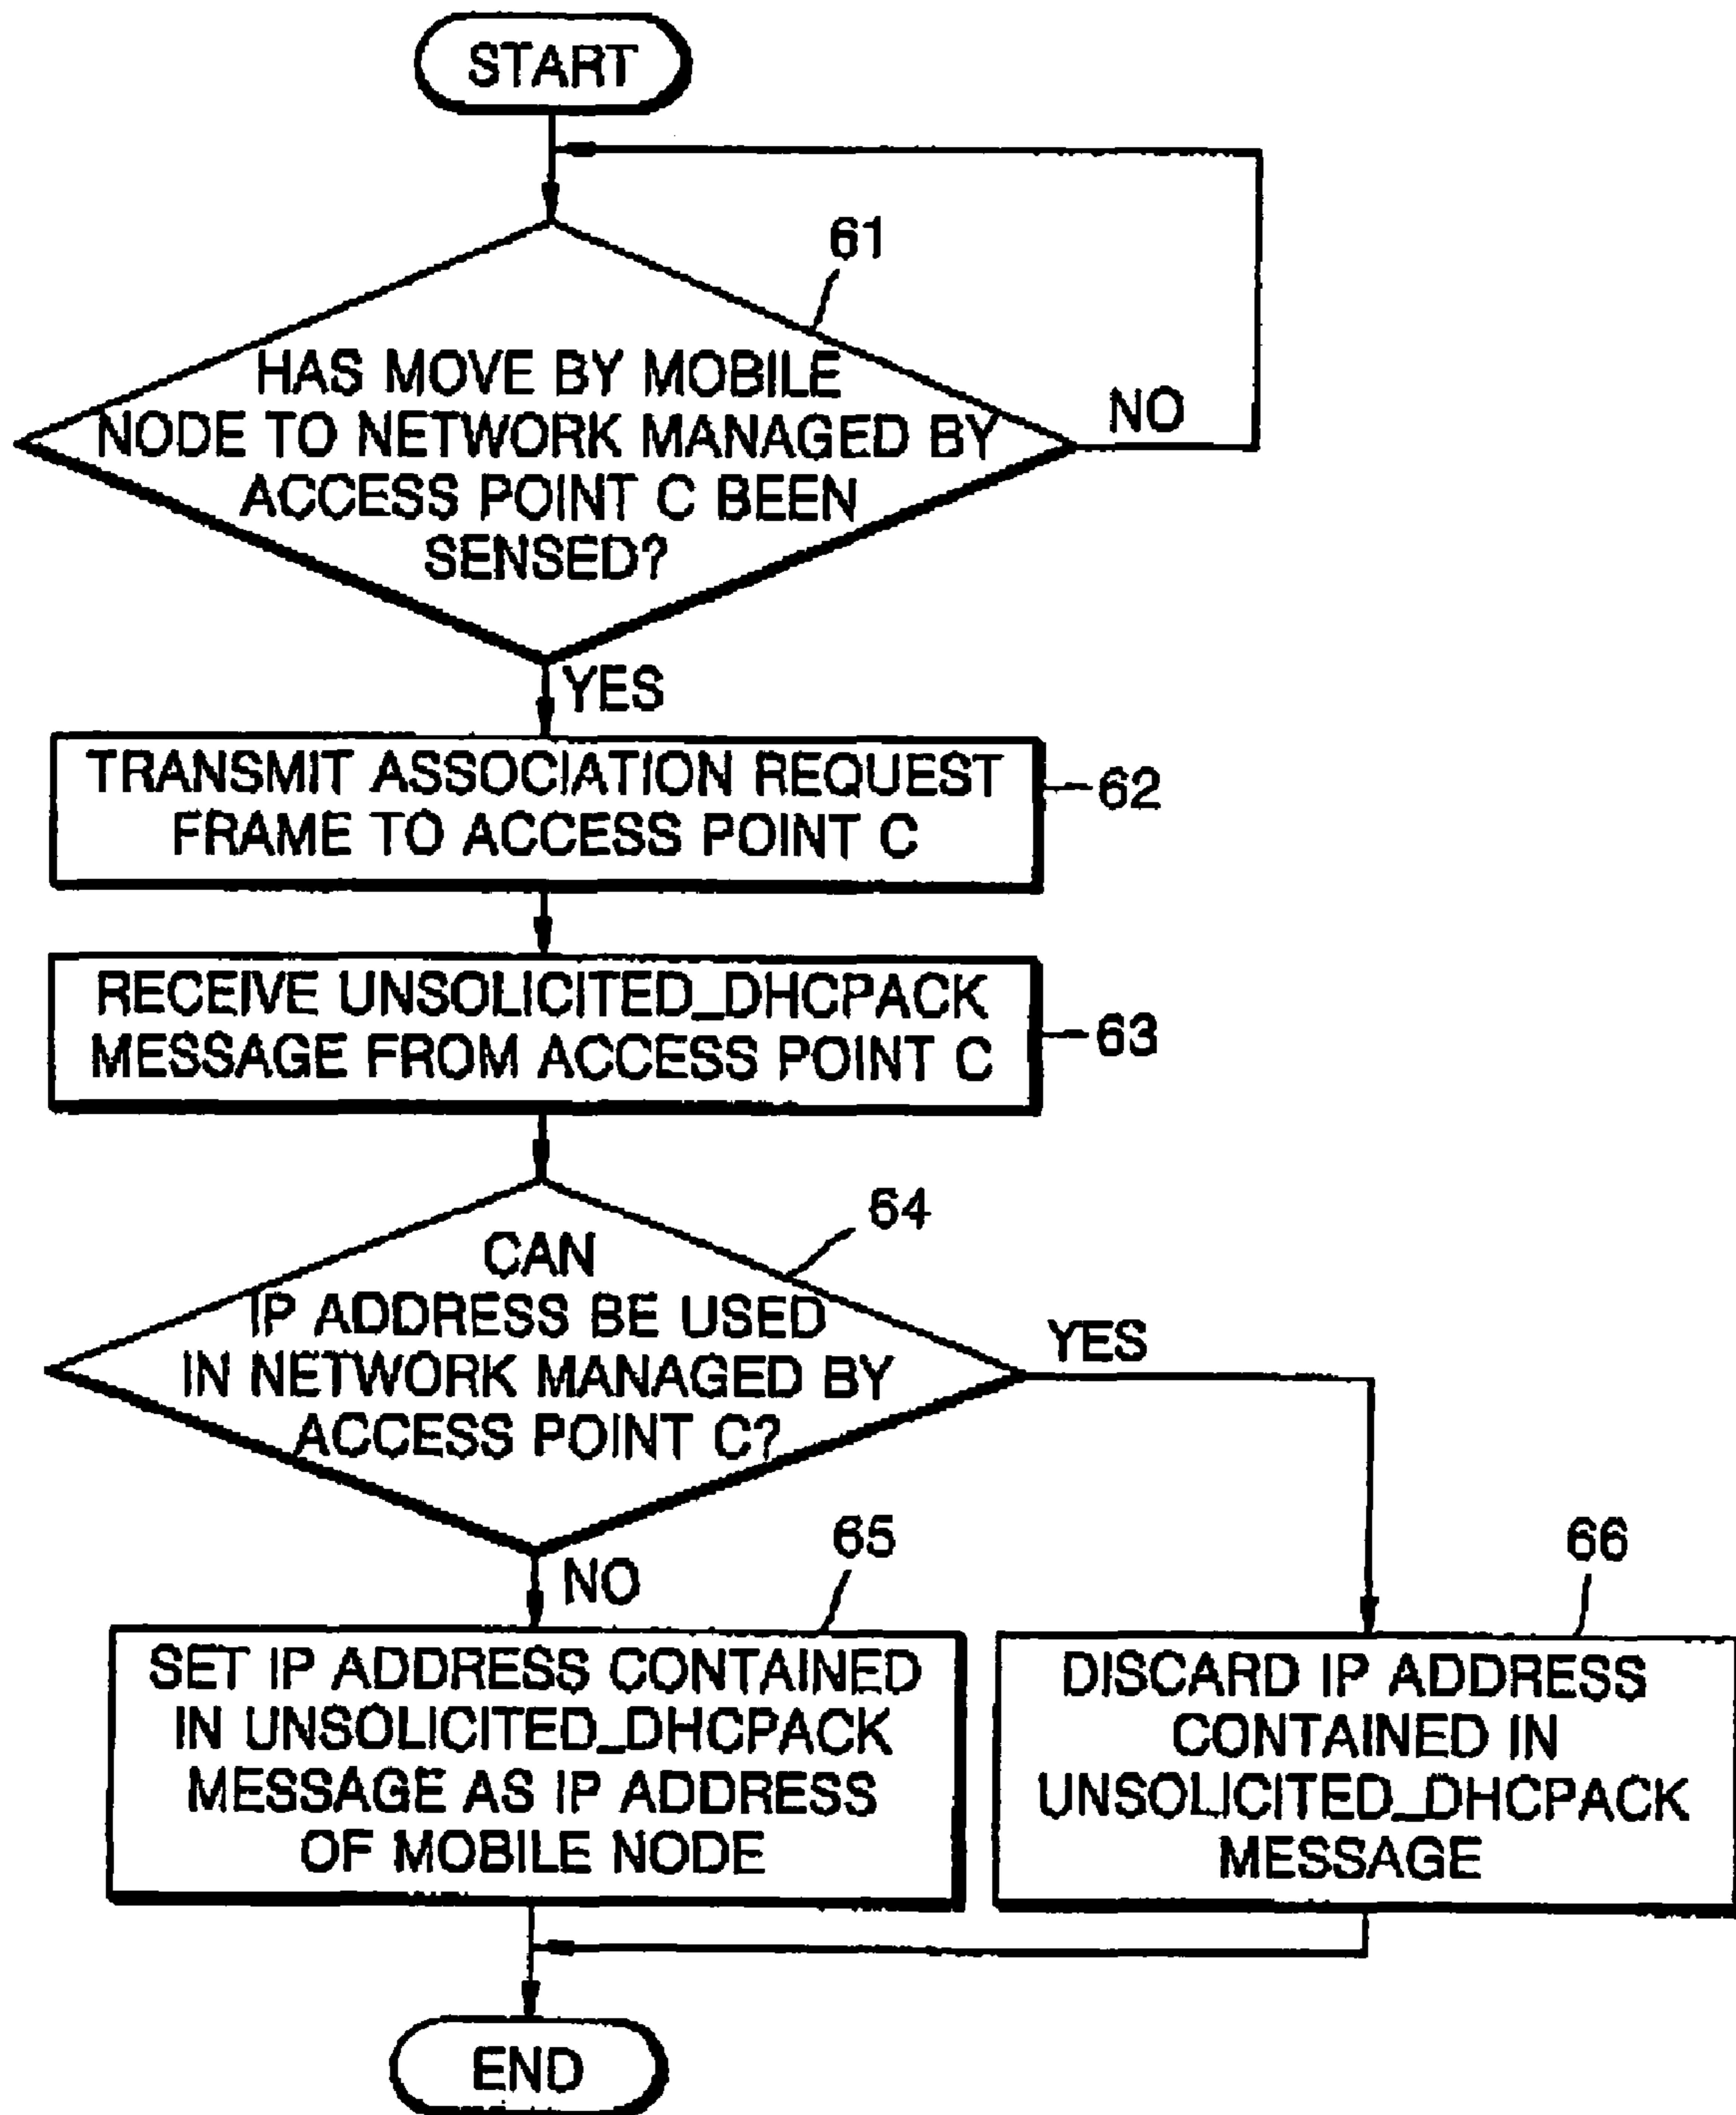 START
61
HAS MOVE BY MOBILE
NODE TO NETWORK MANAGED BY
ACCESS POINT C BEEN
SENSED?
NO
YES
TRANSMIT ASSOCIATION REQUEST
FRAME TO ACCESS POINT C
62
RECEIVE UNSOLICITED_DHCPACK
MESSAGE FROM ACCESS POINT C
63
64
CAN
IP ADDRESS BE USED
IN NETWORK MANAGED BY
ACCESS POINT C?
YES
NO
65
SET IP ADDRESS CONTAINED
IN UNSOLICITED_DHCPACK
MESSAGE AS IP ADDRESS
OF MOBILE NODE
66
DISCARD IP ADDRESS
CONTAINED IN
UNSOLICITED_DHCPACK
MESSAGE
END